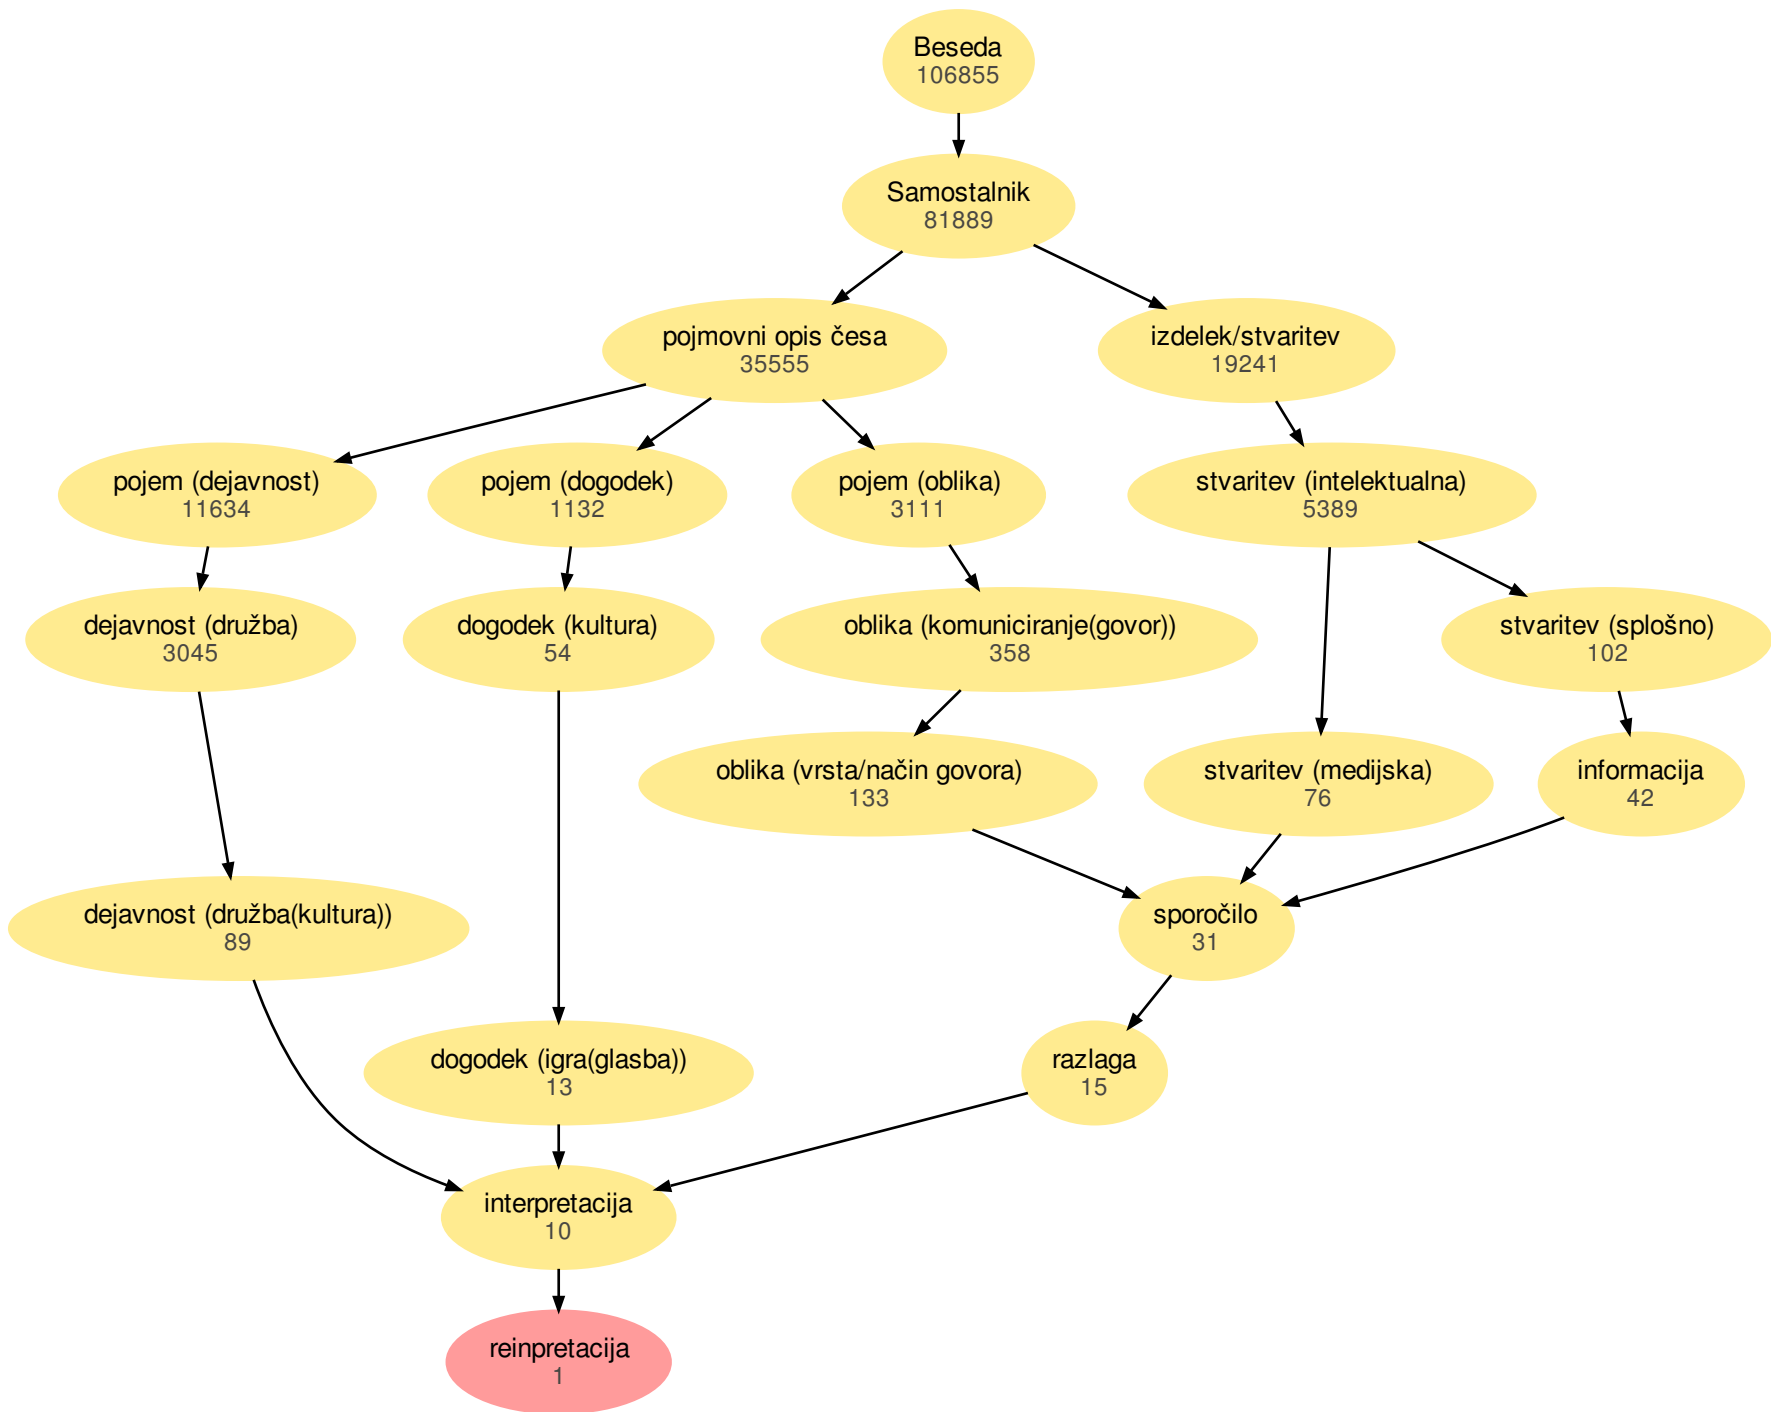 Beseda
106855
Samostalnik
81889
pojmovni opis česa
35555
izdelek/stvaritev
19241
pojem (dejavnost)
11634
pojem (dogodek)
1132
pojem (oblika)
3111
stvaritev (intelektualna)
5389
dejavnost (družba)
3045
dogodek (kultura)
54
oblika (komuniciranje(govor))
358
stvaritev (splošno)
102
oblika (vrsta/način govora)
133
stvaritev (medijska)
76
informacija
42
dejavnost (družba(kultura))
89
sporočilo
31
dogodek (igra(glasba))
13
razlaga
15
interpretacija
10
reinpretacija
1